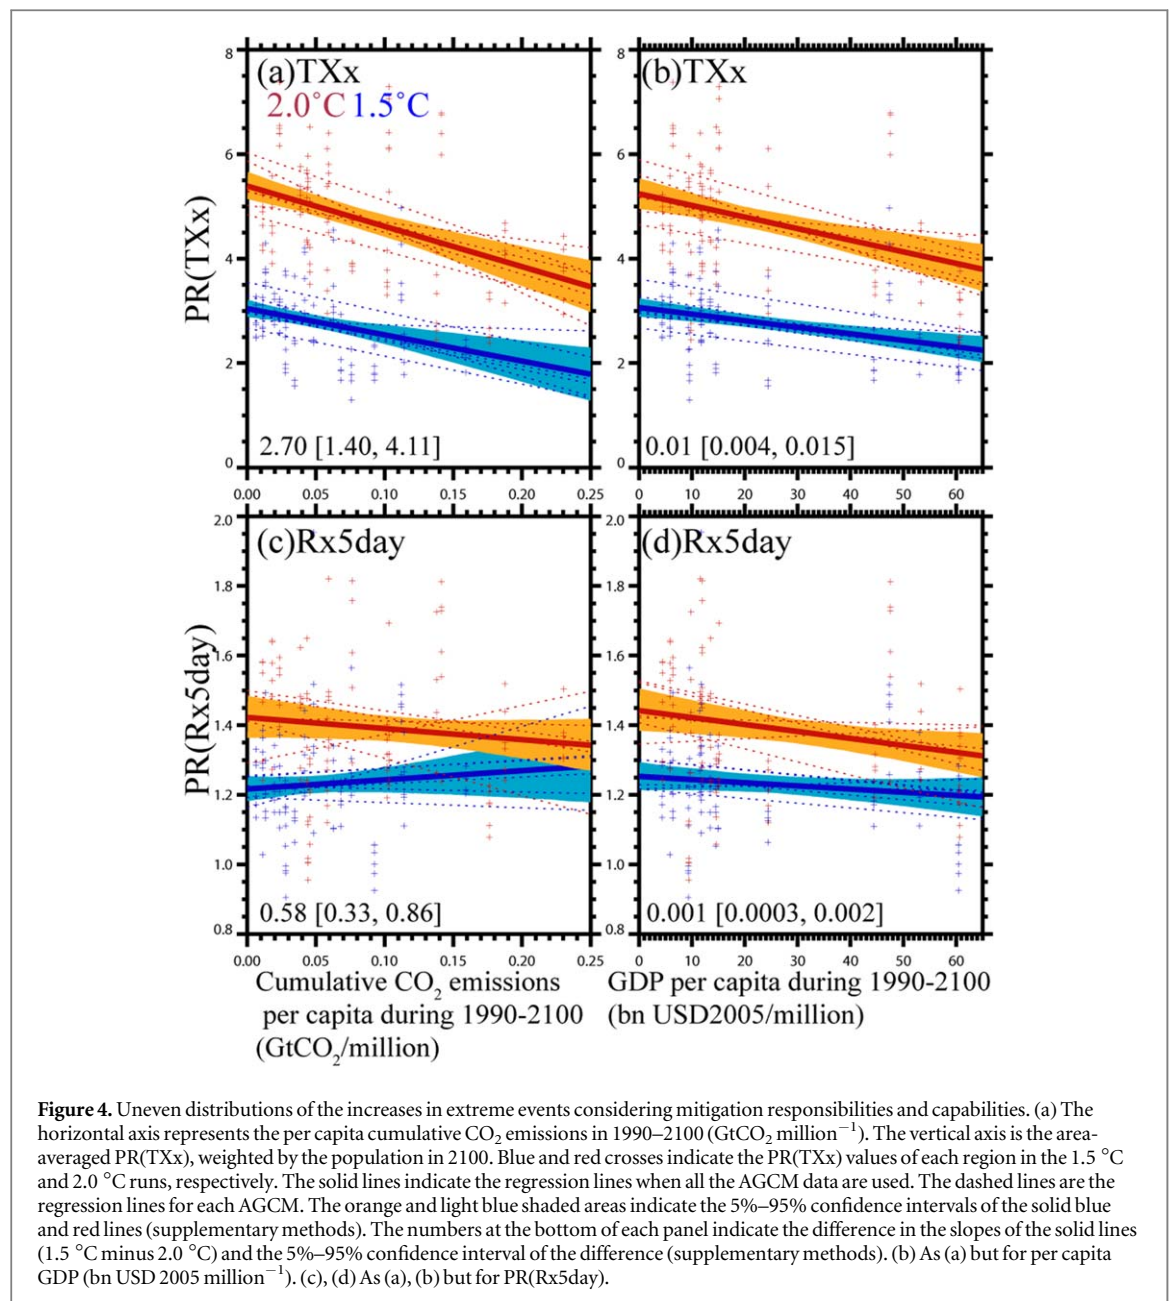 (a)TXx
2.0°C 1.5°C
PR(TXx)
8
6
4
2
0
2.70 [1.40, 4.11]
0.00 0.05 0.10 0.15 0.20 0.25
(b)TXx
8
6
4
2
0
0.01 [0.004, 0.015]
0 10 20 30 40 50 60
(c)Rx5day
PR(Rx5day)
2.0
1.8
1.6
1.4
1.2
1.0
0.8
0.58 [0.33, 0.86]
0.00 0.05 0.10 0.15 0.20 0.25
Cumulative CO₂ emissions
per capita during 1990-2100
(GtCO₂/million)
(d)Rx5day
2.0
1.8
1.6
1.4
1.2
1.0
0.8
0.001 [0.0003, 0.002]
0 10 20 30 40 50 60
GDP per capita during 1990-2100
(bn USD2005/million)
Figure 4. Uneven distributions of the increases in extreme events considering mitigation responsibilities and capabilities. (a) The
horizontal axis represents the per capita cumulative CO₂ emissions in 1990–2100 (GtCO₂ million⁻¹). The vertical axis is the area-
averaged PR(TXx), weighted by the population in 2100. Blue and red crosses indicate the PR(TXx) values of each region in the 1.5 °C
and 2.0 °C runs, respectively. The solid lines indicate the regression lines when all the AGCM data are used. The dashed lines are the
regression lines for each AGCM. The orange and light blue shaded areas indicate the 5%–95% confidence intervals of the solid blue
and red lines (supplementary methods). The numbers at the bottom of each panel indicate the difference in the slopes of the solid lines
(1.5 °C minus 2.0 °C) and the 5%–95% confidence interval of the difference (supplementary methods). (b) As (a) but for per capita
GDP (bn USD 2005 million⁻¹). (c), (d) As (a), (b) but for PR(Rx5day).